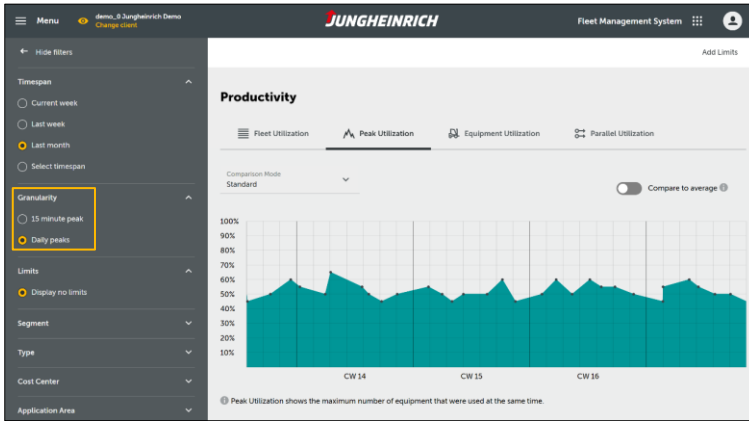 Menu
demo_0 Jungheinrich Demo
Change client
JUNGHEINRICH
Fleet Management System
Hide filters
Add Limits
Timespan
Current week
Last week
Last month
Select timespan
Granularity
15 minute peak
Daily peaks
Limits
Display no limits
Segment
Type
Cost Center
Application Area
Productivity
Fleet Utilization
Peak Utilization
Equipment Utilization
Parallel Utilization
Comparison Mode
Standard
Compare to average
100%
90%
80%
70%
60%
50%
40%
30%
20%
10%
CW 14
CW 15
CW 16
Peak Utilization shows the maximum number of equipment that were used at the same time.